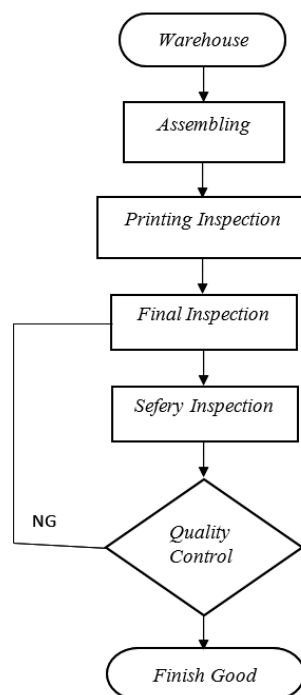 Warehouse
Assembling
Printing Inspection
Final Inspection
Sefery Inspection
NG
Quality
Control
Finish Good